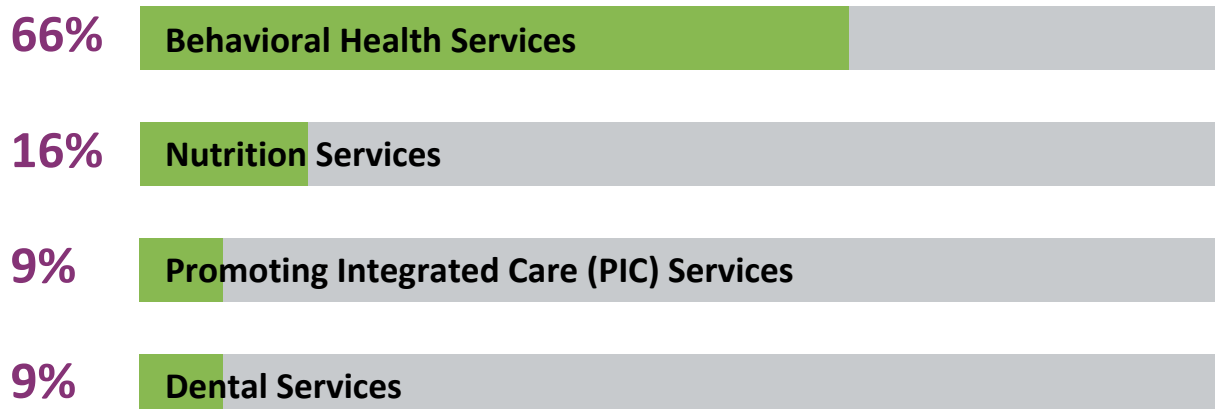 66% Behavioral Health Services
16% Nutrition Services
9% Promoting Integrated Care (PIC) Services
9% Dental Services